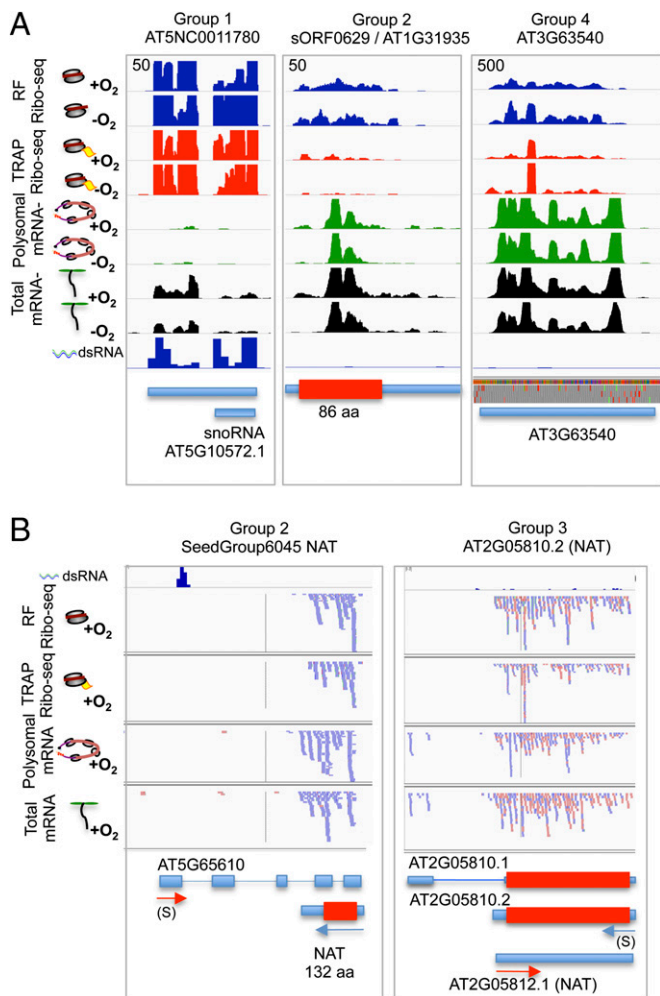 A
Group 1
AT5NC0011780
Group 2
sORF0629 / AT1G31935
Group 4
AT3G63540
50
50
500
RF
Ribo-seq
+O2
-O2
TRAP
Ribo-seq
+O2
-O2
Polysomal
mRNA-
+O2
-O2
Total
mRNA-
+O2
-O2
dsRNA
snoRNA
AT5G10572.1
86 aa
AT3G63540
B
Group 2
SeedGroup6045 NAT
Group 3
AT2G05810.2 (NAT)
dsRNA
RF
Ribo-seq
+O2
TRAP
Ribo-seq
+O2
Polysomal
mRNA
+O2
Total
mRNA
+O2
AT5G65610
(S)
NAT
132 aa
AT2G05810.1
AT2G05810.2
(S)
AT2G05812.1 (NAT)